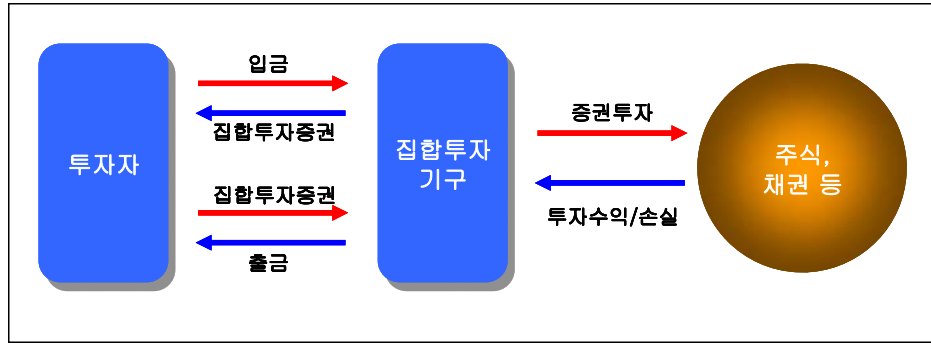 투자자
입금
집합투자증권
집합투자증권
출금
집합투자
기구
증권투자
투자수익/손실
주식,
채권 등